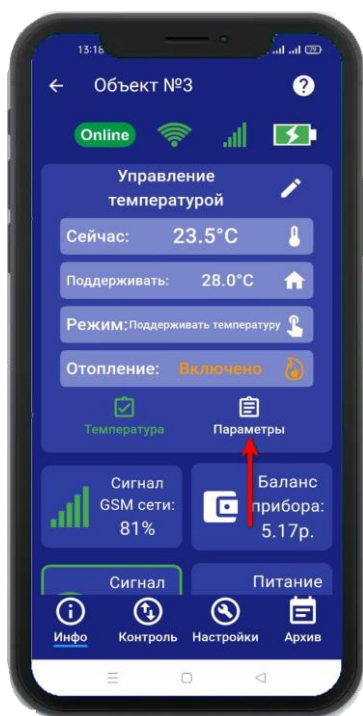 13:18
Объект №3
Online
Управление
температурой
Сейчас: 23.5°C
Поддерживать: 28.0°C
Режим: Поддерживать температуру
Отопление: Включено
Температура
Параметры
Сигнал
GSM сети:
81%
Баланс
прибора:
5.17р.
Сигнал
Питание
Инфо
Контроль
Настройки
Архив